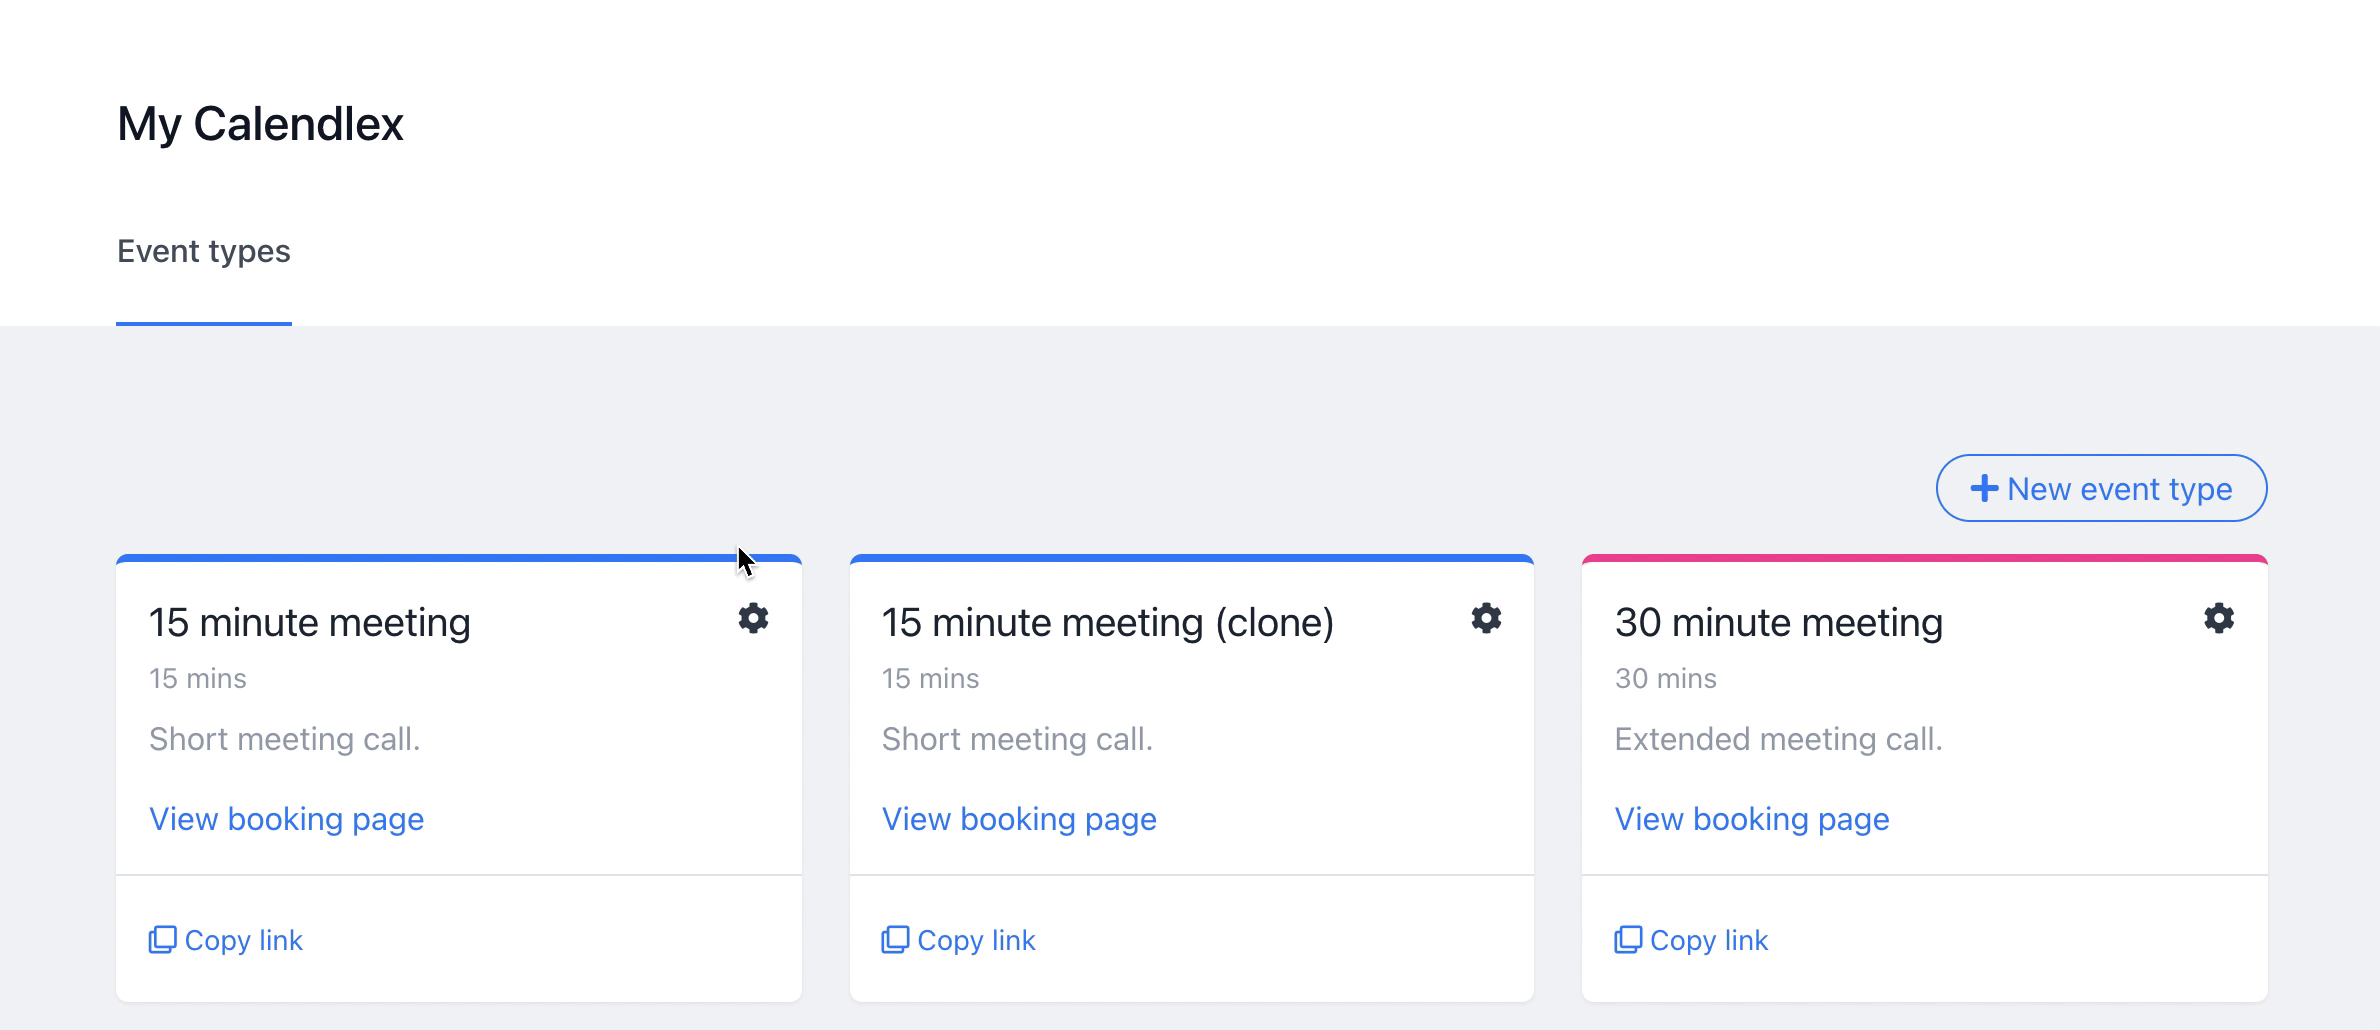 My Calendlex
Event types
New event type
15 minute meeting
15 mins
Short meeting call.
View booking page
Copy link
15 minute meeting (clone)
15 mins
Short meeting call.
View booking page
Copy link
30 minute meeting
30 mins
Extended meeting call.
View booking page
Copy link